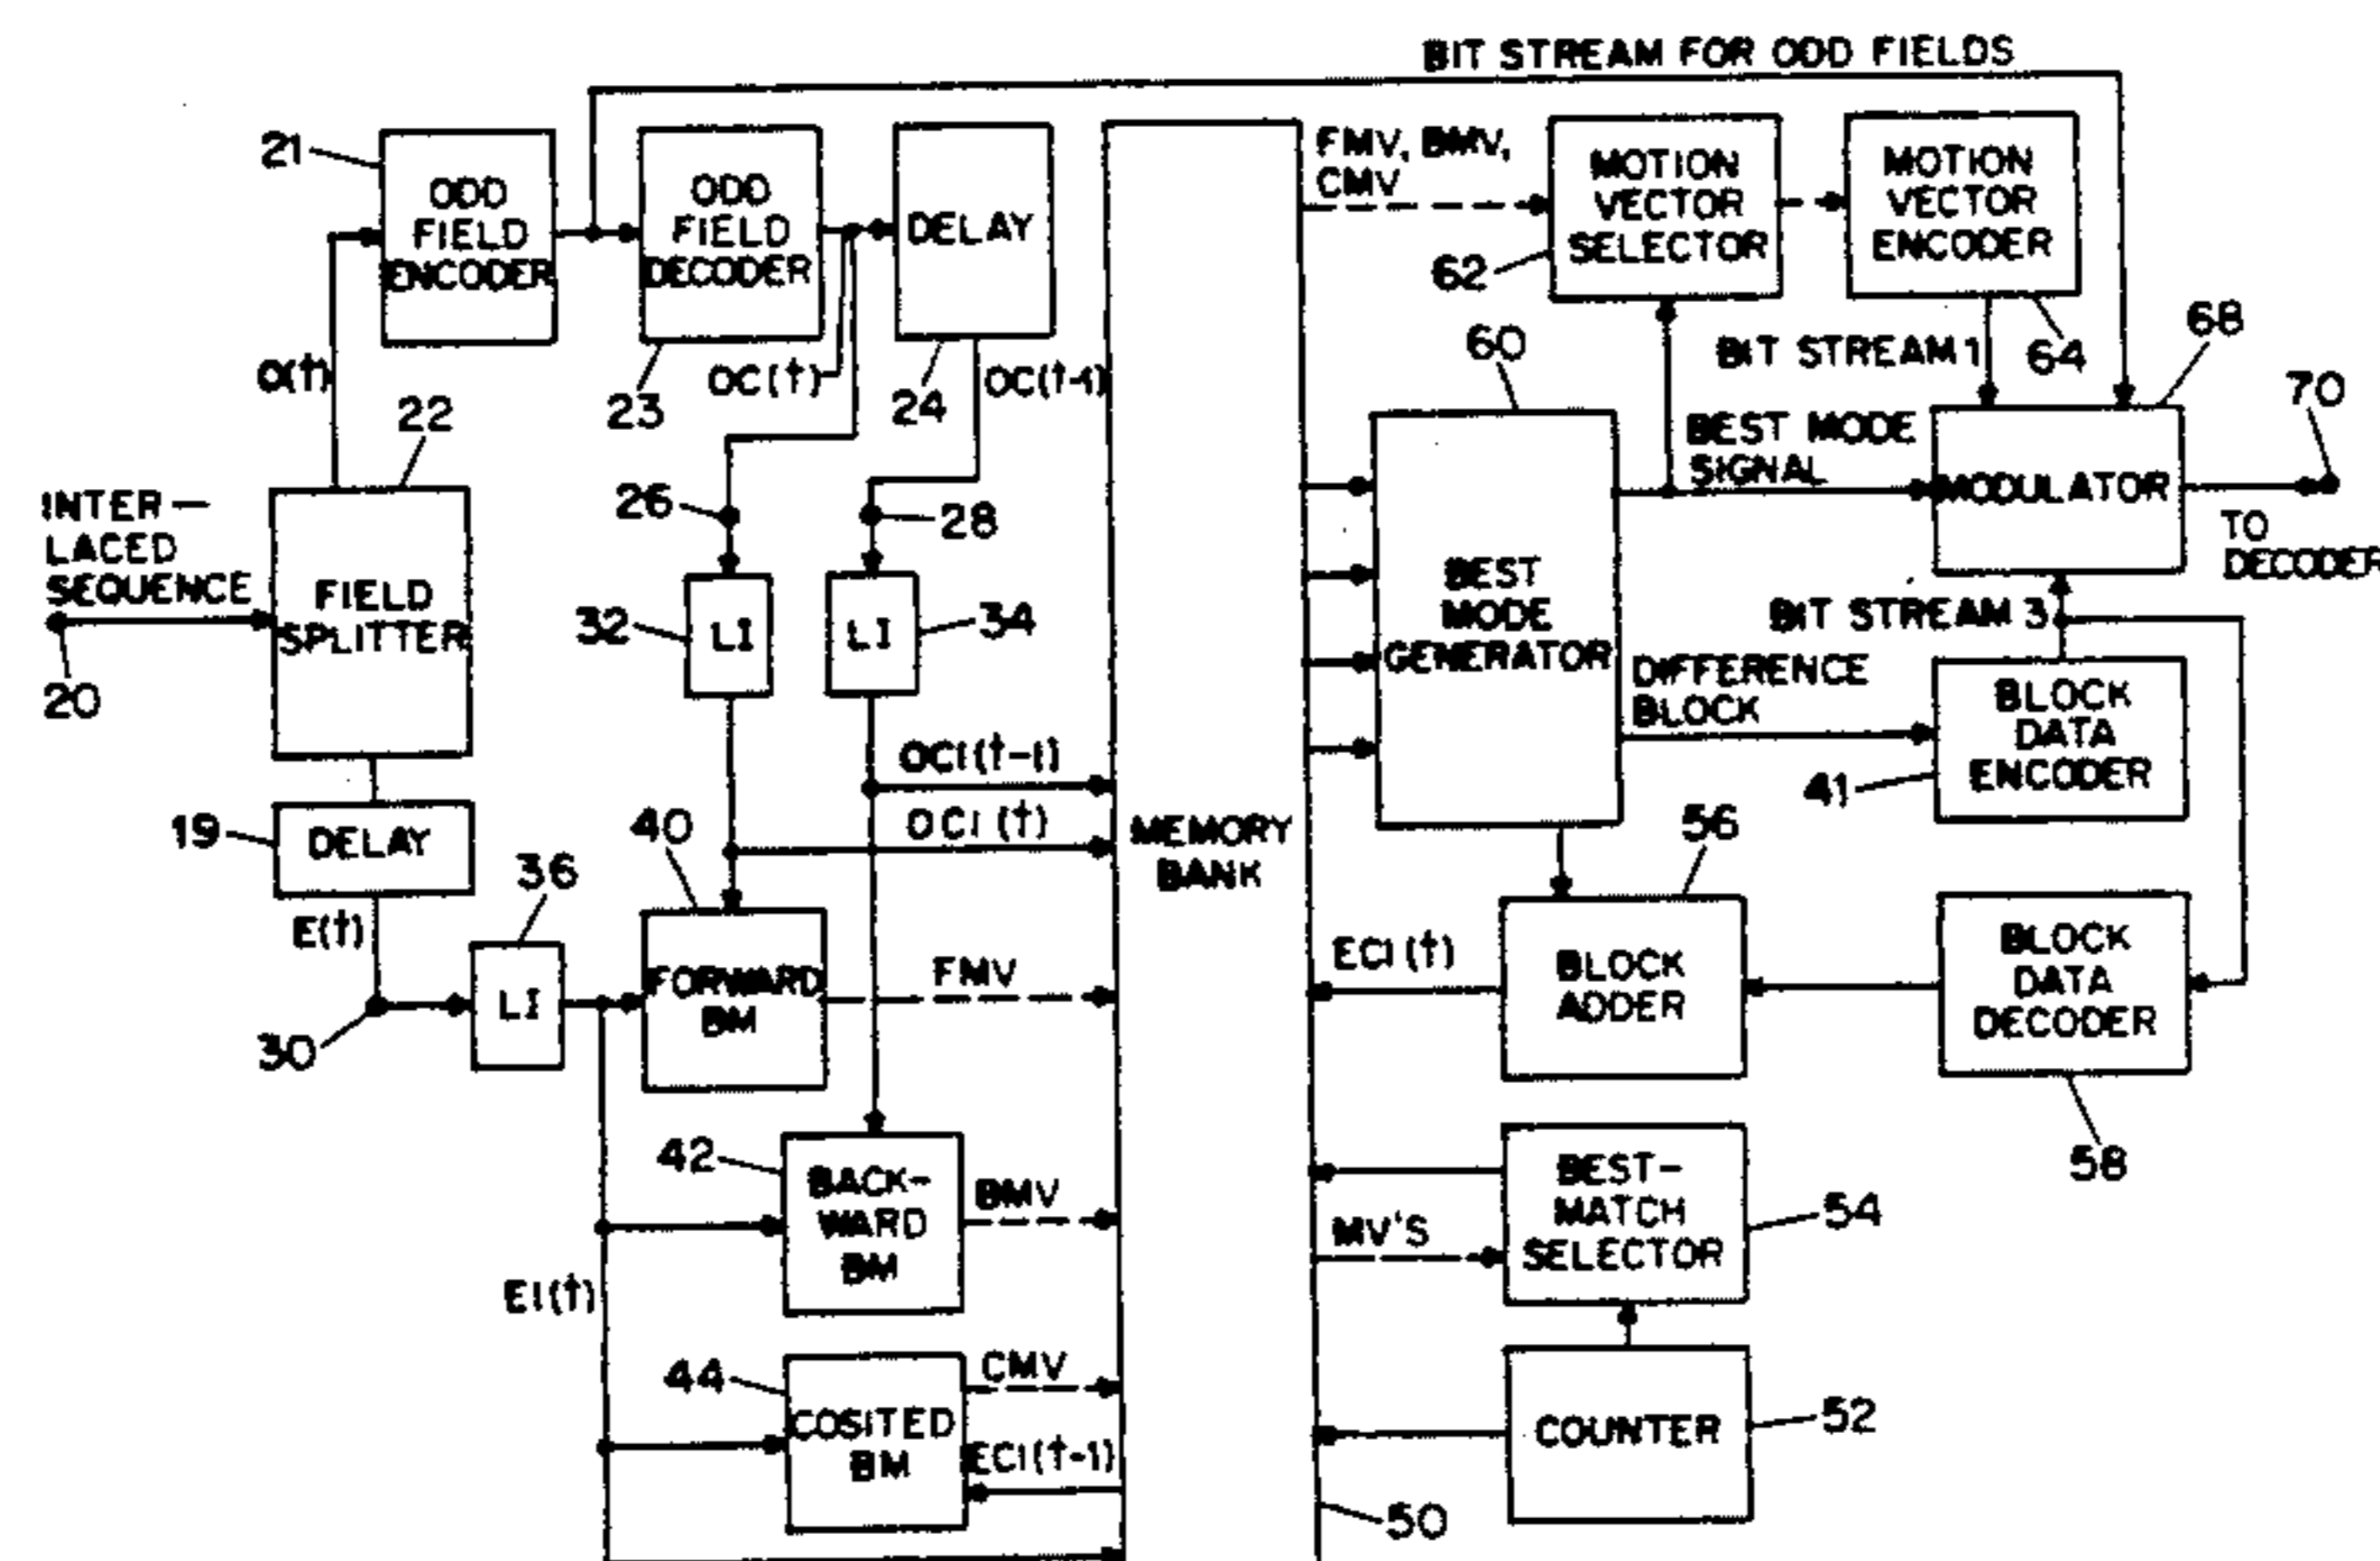 BIT STREAM FOR ODD FIELDS
21
ODD
FIELD
ENCODER
ODD
FIELD
DECODER
DELAY
FMV, BMV,
CMV
MOTION
VECTOR
SELECTOR
MOTION
VECTOR
ENCODER
62
O(t)
22
23
OC(t)
24
OC(t-1)
60
BIT STREAM 1
64
68
70
INTER-
LACED
SEQUENCE
20
FIELD
SPLITTER
26
28
32
LI
LI
34
BEST MODE
SIGNAL
MODULATOR
TO
DECODER
BEST
MODE
GENERATOR
BIT STREAM 3
DIFFERENCE
BLOCK
BLOCK
DATA
ENCODER
41
OCI(t-1)
OCI(t)
MEMORY
BANK
19
DELAY
E(t)
30
36
LI
40
FORWARD
BM
FMV
56
ECI(t)
BLOCK
ADDER
BLOCK
DATA
DECODER
58
42
BACK-
WARD
BM
BMV
MV'S
BEST-
MATCH
SELECTOR
54
EI(t)
44
COSITED
BM
CMV
ECI(t-1)
COUNTER
52
50